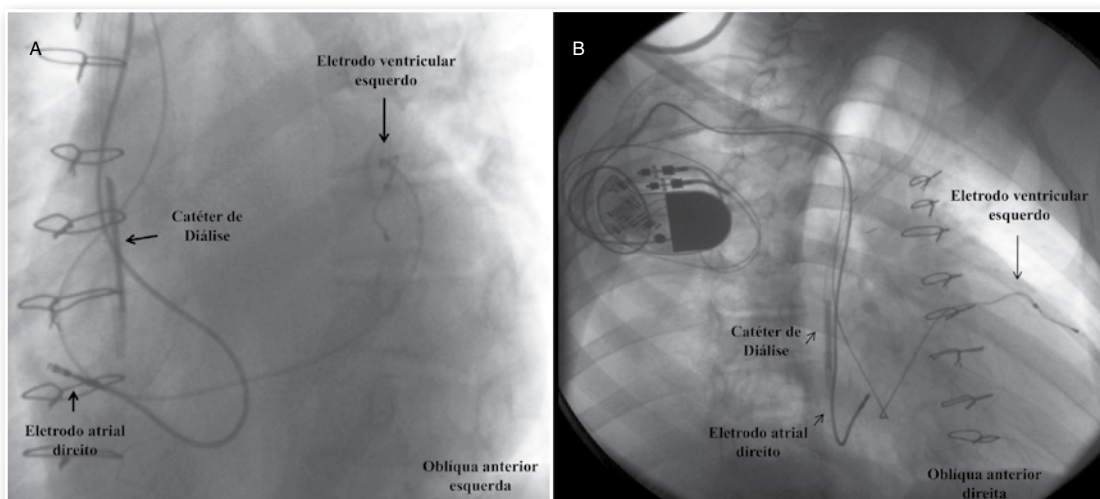 A
Eletrodo ventricular
esquerdo
Catéter de
Diálise
Eletrodo atrial
direito
Oblíqua anterior
esquerda
B
Eletrodo ventricular
esquerdo
Catéter de
Diálise
Eletrodo atrial
direito
Oblíqua anterior
direita